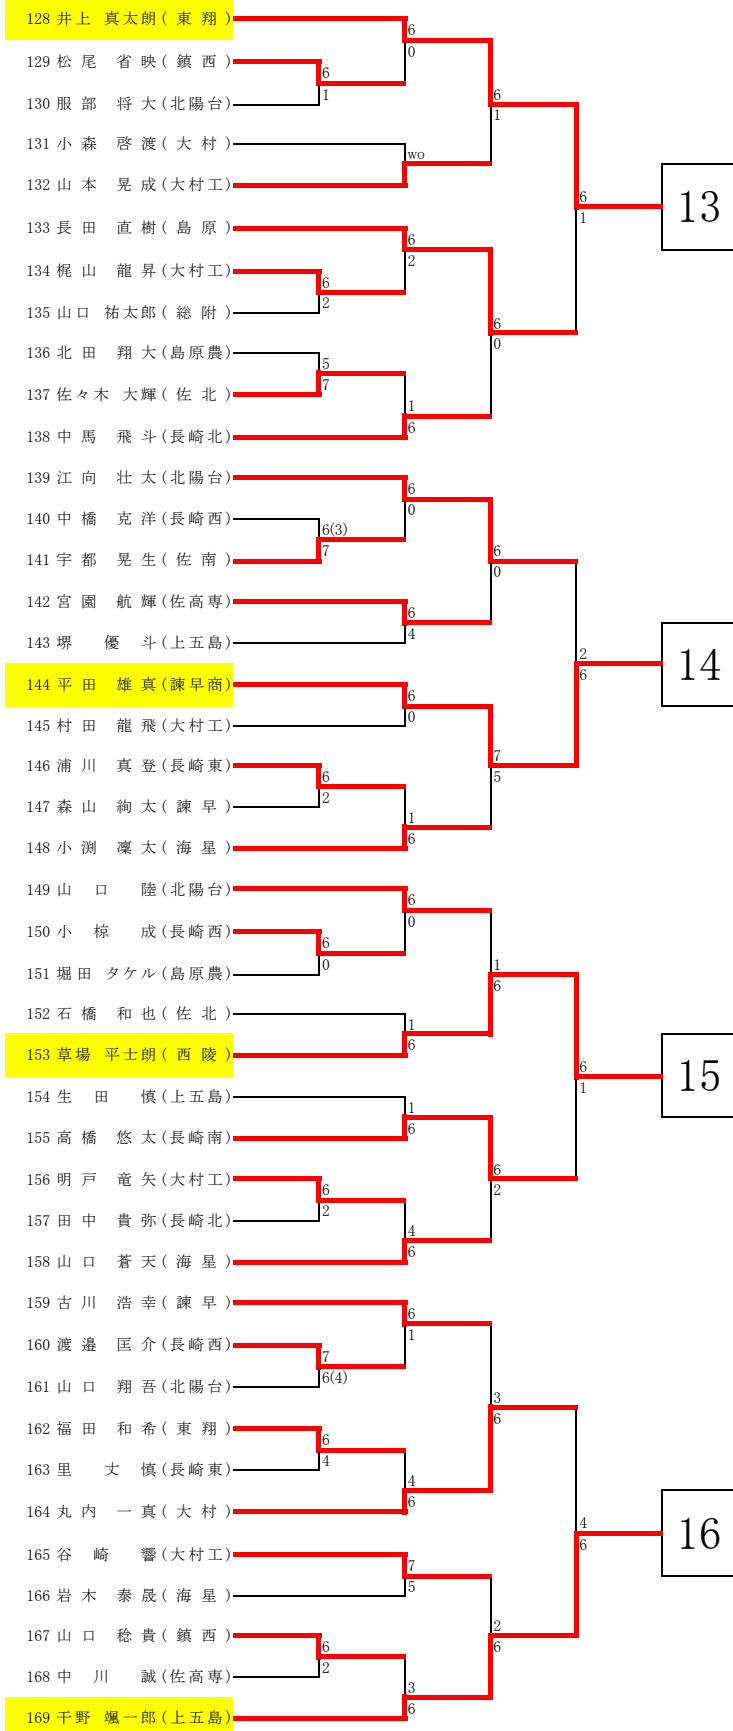 128 井上 真太朗 ( 東 翔 )
6
0
129 松 尾 省 映 ( 鎮 西 )
6
1
130 服 部 将 大 (北陽台)
6
1
131 小 森 啓 渡 ( 大 村 )
wo
132 山 本 晃 成 (大村工)
6
1
13
133 長 田 直 樹 ( 島 原 )
6
2
134 梶 山 龍 昇 (大村工)
6
2
135 山口 祐太郎 ( 総 附 )
6
0
136 北 田 翔 大 (島原農)
5
7
137 佐々木 大輝 ( 佐 北 )
1
6
138 中 馬 飛 斗 (長崎北)
139 江 向 壮 太 (北陽台)
6
0
140 中 橋 克 洋 (長崎西)
6(3)
7
141 宇 都 晃 生 ( 佐 南 )
6
0
142 宮 園 航 輝 (佐高専)
6
4
143 堺 優 斗 (上五島)
2
6
14
144 平 田 雄 真 (諫早商)
6
0
145 村 田 龍 飛 (大村工)
7
5
146 浦 川 真 登 (長崎東)
6
2
147 森 山 絢 太 ( 諫 早 )
1
6
148 小 渕 凜 太 ( 海 星 )
149 山 口 陸 (北陽台)
6
0
150 小 椋 成 (長崎西)
6
0
151 堀田 タケル (島原農)
1
6
152 石 橋 和 也 ( 佐 北 )
1
6
153 草場 平士朗 ( 西 陵 )
6
1
15
154 生 田 慎 (上五島)
1
6
155 高 橋 悠 太 (長崎南)
156 明 戸 竜 矢 (大村工)
6
2
6
2
157 田 中 貴 弥 (長崎北)
4
6
158 山 口 蒼 天 ( 海 星 )
159 古 川 浩 幸 ( 諫 早 )
6
1
160 渡 邉 匡 介 (長崎西)
7
6(4)
161 山 口 翔 吾 (北陽台)
3
6
162 福 田 和 希 ( 東 翔 )
6
4
163 里 丈 慎 (長崎東)
4
6
164 丸 内 一 真 ( 大 村 )
4
6
16
165 谷 崎 響 (大村工)
7
5
166 岩 木 泰 晟 ( 海 星 )
2
6
167 山 口 稔 貴 ( 鎮 西 )
6
2
168 中 川 誠 (佐高専)
3
6
169 干野 颯一郎 (上五島)